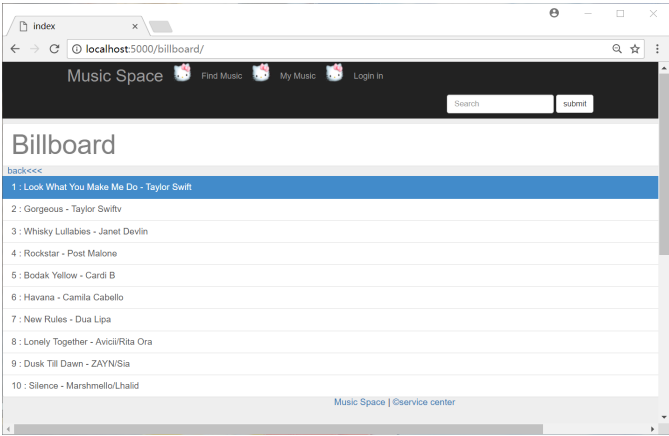 index
localhost:5000/billboard/
Music Space Find Music My Music Login in
Search submit
Billboard
back<<<
1 : Look What You Make Me Do - Taylor Swift
2 : Gorgeous - Taylor Swiftv
3 : Whisky Lullabies - Janet Devlin
4 : Rockstar - Post Malone
5 : Bodak Yellow - Cardi B
6 : Havana - Camila Cabello
7 : New Rules - Dua Lipa
8 : Lonely Together - Avicii/Rita Ora
9 : Dusk Till Dawn - ZAYN/Sia
10 : Silence - Marshmello/Lhalid
Music Space | ©service center